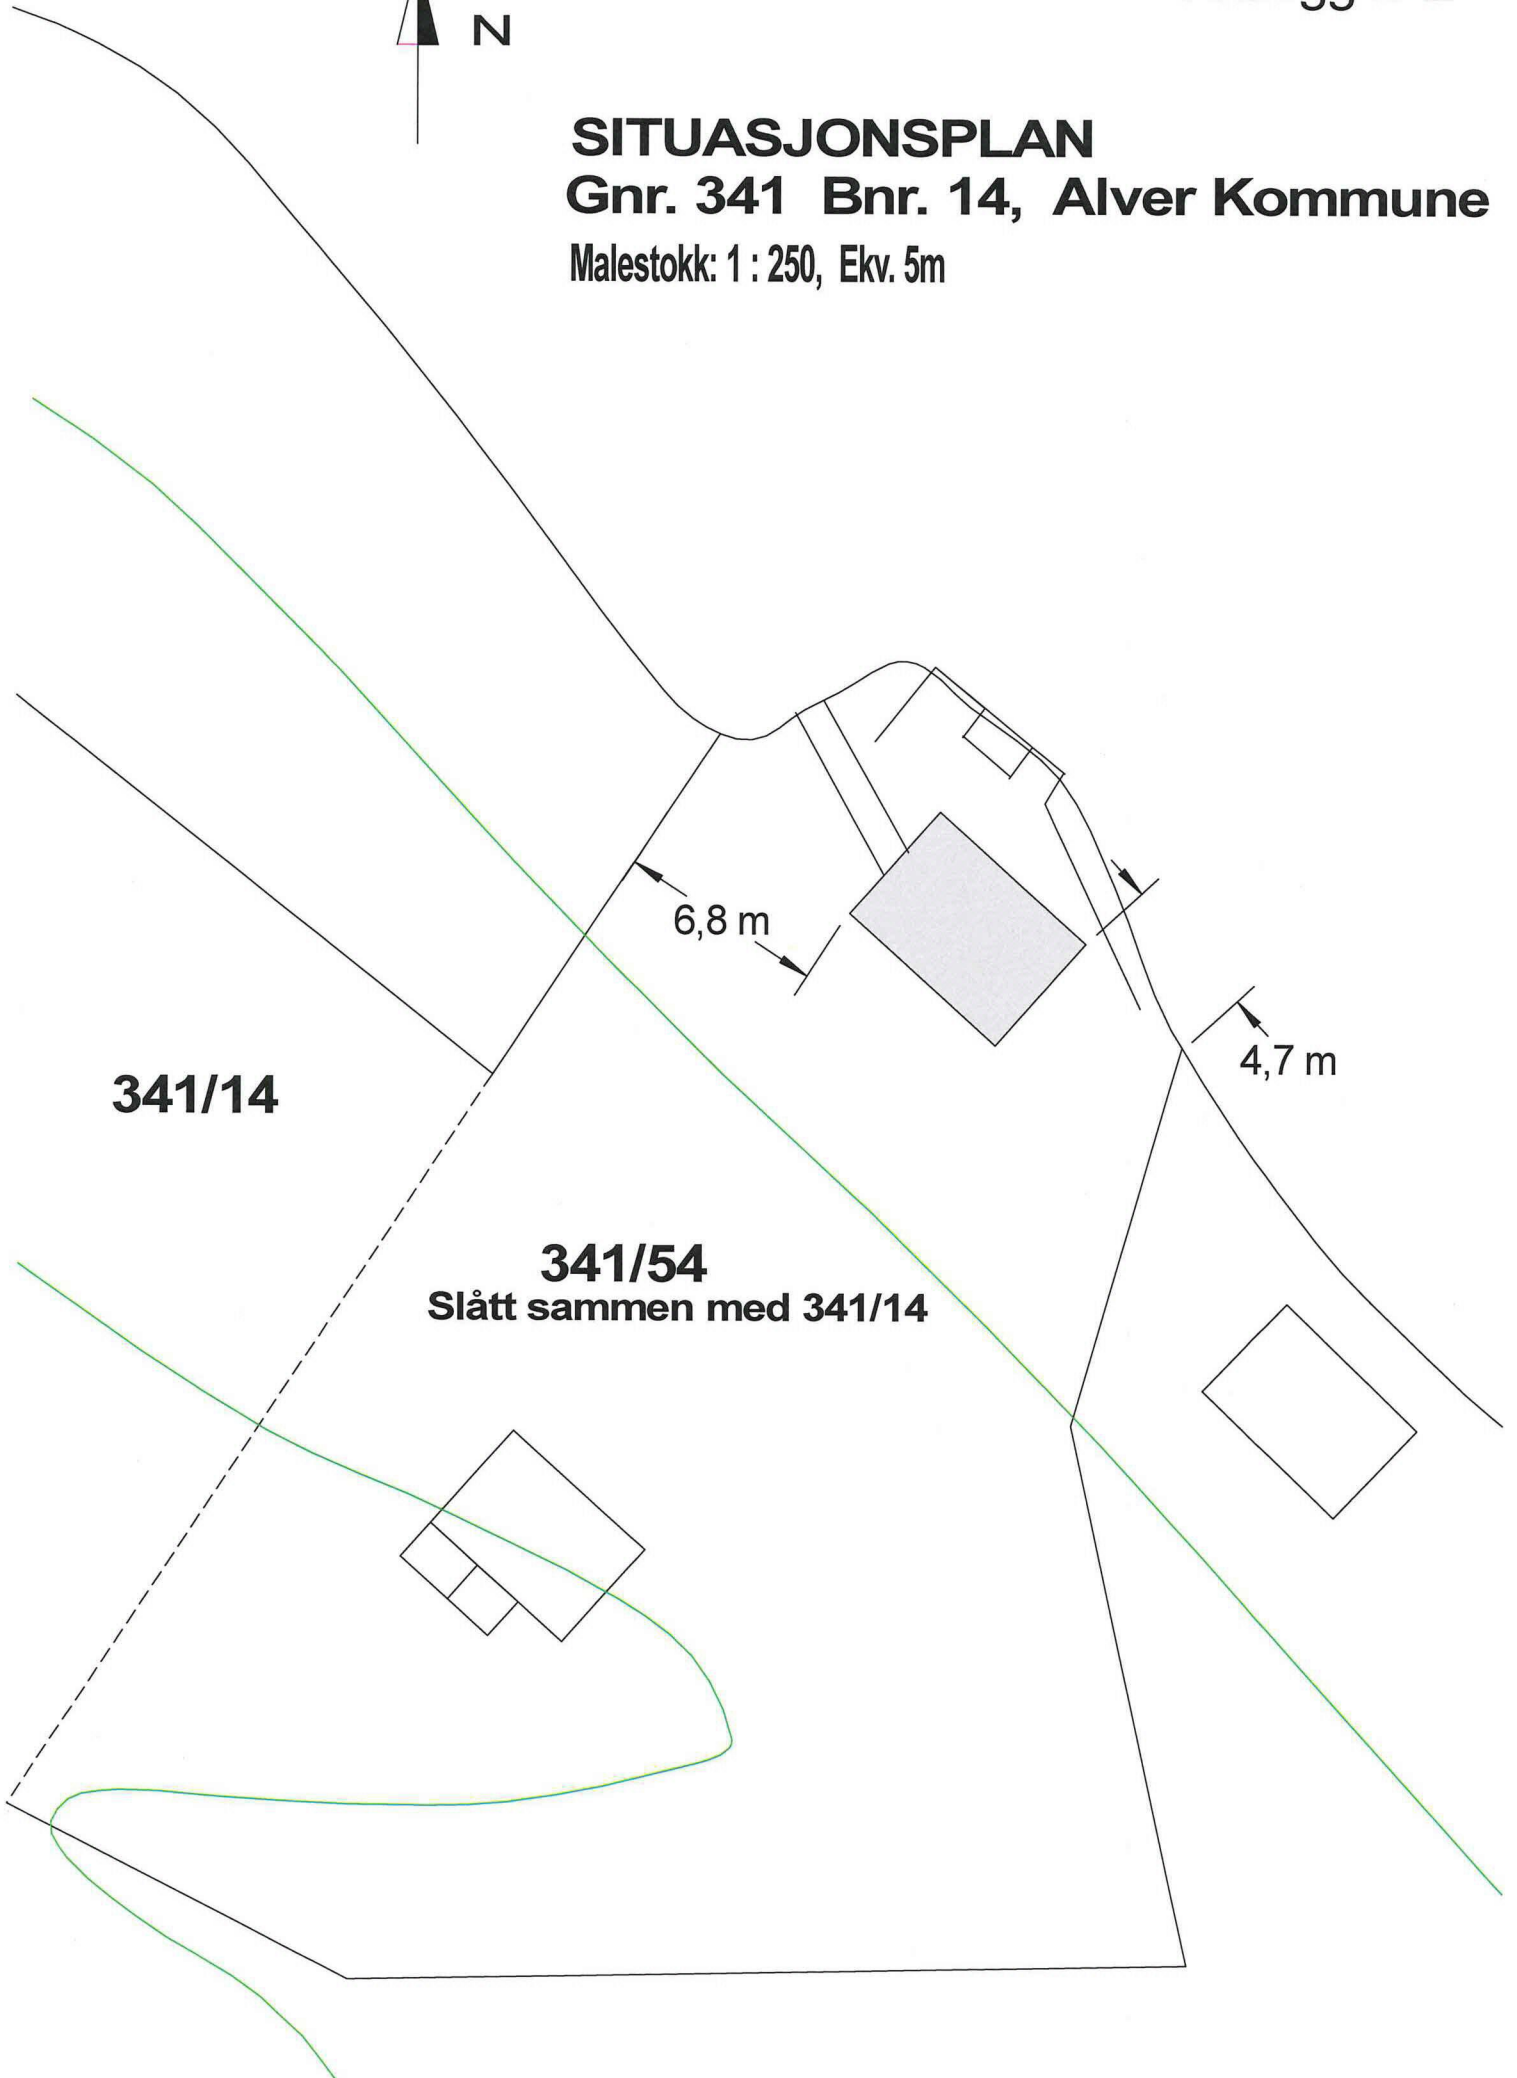 N
SITUASJONSPLAN
Gnr. 341 Bnr. 14, Alver Kommune
Malestokk: 1 : 250, Ekv. 5m
6,8 m
4,7 m
341/14
341/54
Slått sammen med 341/14